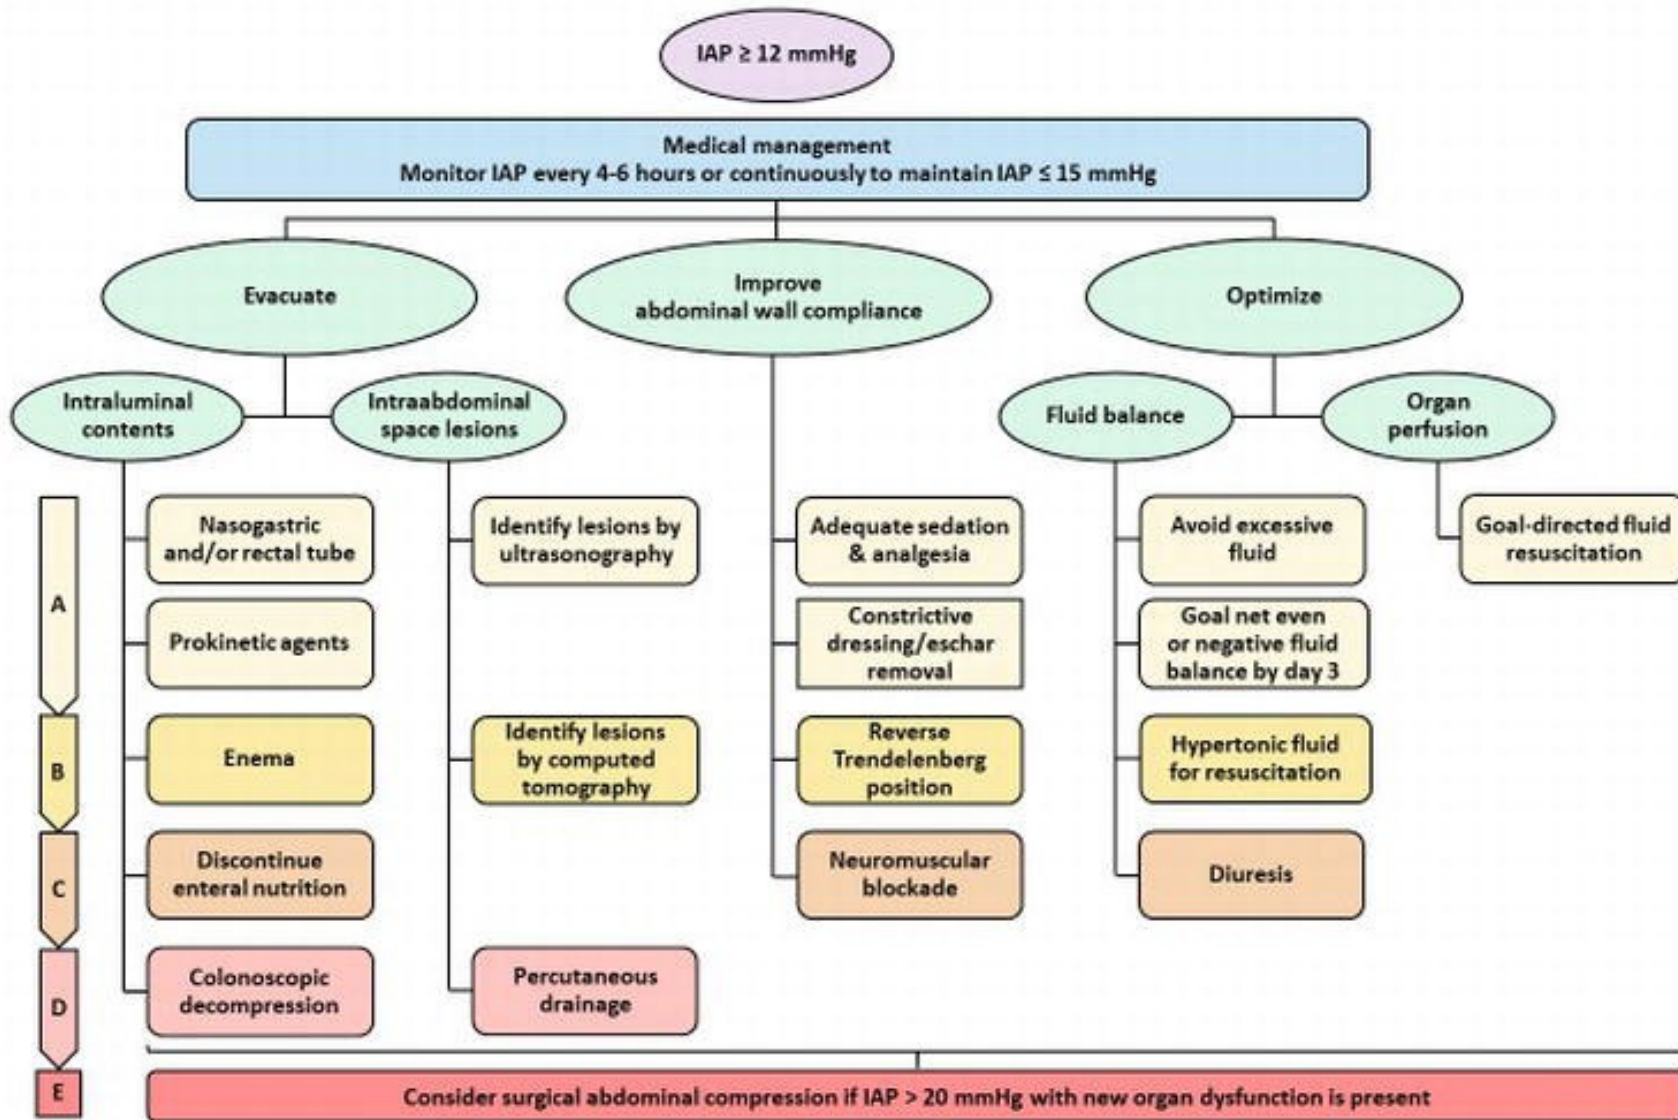 IAP ≥ 12 mmHg
Medical management
Monitor IAP every 4-6 hours or continuously to maintain IAP ≤ 15 mmHg
Evacuate
Improve
abdominal wall compliance
Optimize
Intraluminal
contents
Intraabdominal
space lesions
Fluid balance
Organ
perfusion
A
Nasogastric
and/or rectal tube
Identify lesions by
ultrasonography
Adequate sedation
& analgesia
Avoid excessive
fluid
Goal-directed fluid
resuscitation
Prokinetic agents
Constrictive
dressing/eschar
removal
Goal net even
or negative fluid
balance by day 3
B
Enema
Identify lesions
by computed
tomography
Reverse
Trendelenberg
position
Hypertonic fluid
for resuscitation
C
Discontinue
enteral nutrition
Neuromuscular
blockade
Diuresis
D
Colonoscopic
decompression
Percutaneous
drainage
E
Consider surgical abdominal compression if IAP > 20 mmHg with new organ dysfunction is present